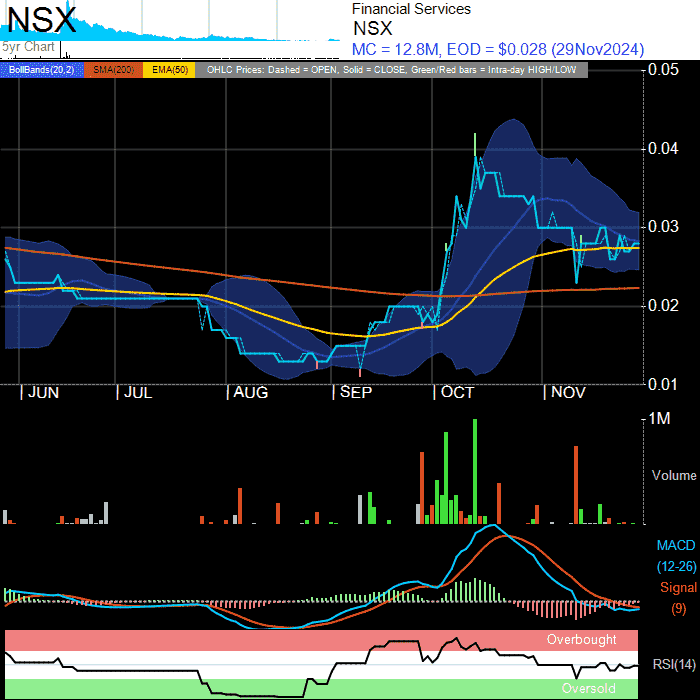 NSX
5yr Chart
Financial Services
NSX
MC = 12.8M, EOD = $0.028 (29Nov2024)
BollBands(20,2) SMA(200) EMA(50) OHLC Prices: Dashed = OPEN, Solid = CLOSE, Green/Red bars = Intra-day HIGH/LOW
0.05
0.04
0.03
0.02
0.01
| JUN | JUL | AUG | SEP | OCT | NOV
1M
Volume
MACD
(12-26)
Signal
(9)
Overbought
RSI(14)
Oversold